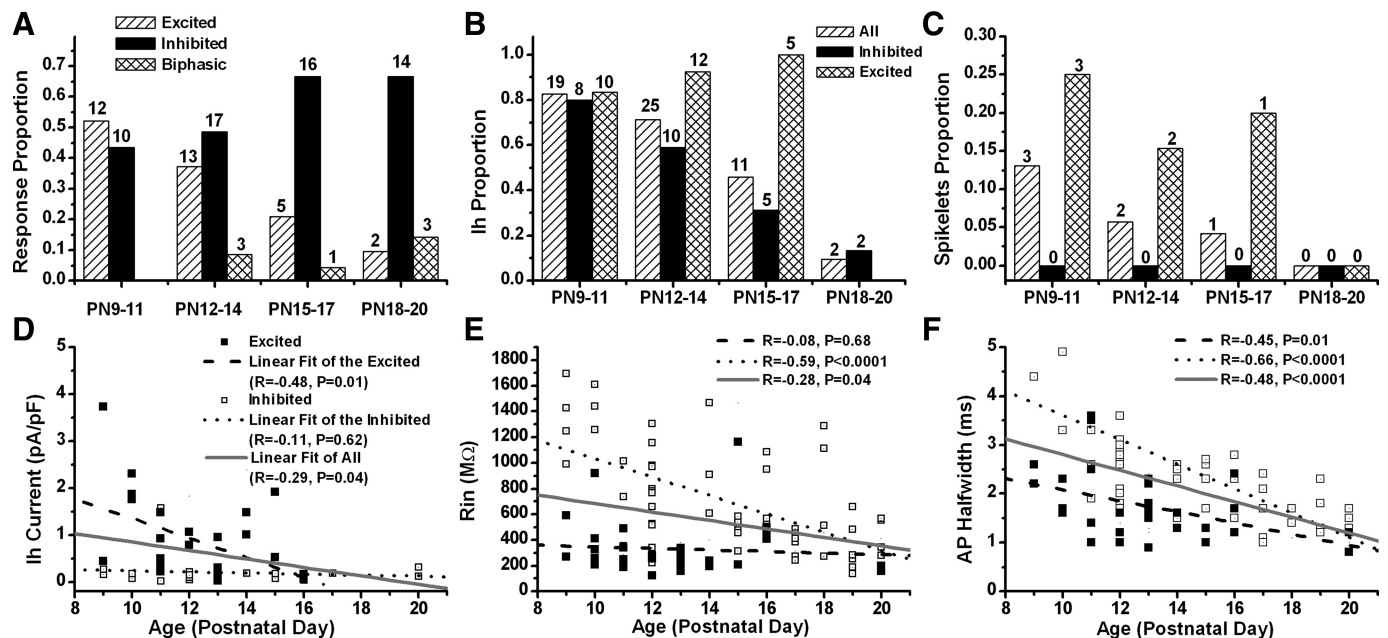 A
Excited
Inhibited
Biphasic
Response Proportion
0.7
0.6
0.5
0.4
0.3
0.2
0.1
0.0
12
10
13
17
3
5
16
1
2
14
3
PN9-11
PN12-14
PN15-17
PN18-20
B
All
Inhibited
Excited
Ih Proportion
1.0
0.8
0.6
0.4
0.2
0.0
19
8
10
25
10
12
11
5
5
2
2
PN9-11
PN12-14
PN15-17
PN18-20
C
Spikelets Proportion
0.30
0.25
0.20
0.15
0.10
0.05
0.00
3
0
3
2
0
2
1
0
1
0
0
0
PN9-11
PN12-14
PN15-17
PN18-20
D
Excited
Linear Fit of the Excited
(R=-0.48, P=0.01)
Inhibited
Linear Fit of the Inhibited
(R=-0.11, P=0.62)
Linear Fit of All
(R=-0.29, P=0.04)
Ih Current (pA/pF)
5
4
3
2
1
0
8
10
12
14
16
18
20
Age (Postnatal Day)
E
R=-0.08, P=0.68
R=-0.59, P<0.0001
R=-0.28, P=0.04
Rin (MΩ)
1800
1600
1400
1200
1000
800
600
400
200
0
8
10
12
14
16
18
20
Age (Postnatal Day)
F
R=-0.45, P=0.01
R=-0.66, P<0.0001
R=-0.48, P<0.0001
AP Halfwidth (ms)
5
4
3
2
1
0
8
10
12
14
16
18
20
Age (Postnatal Day)